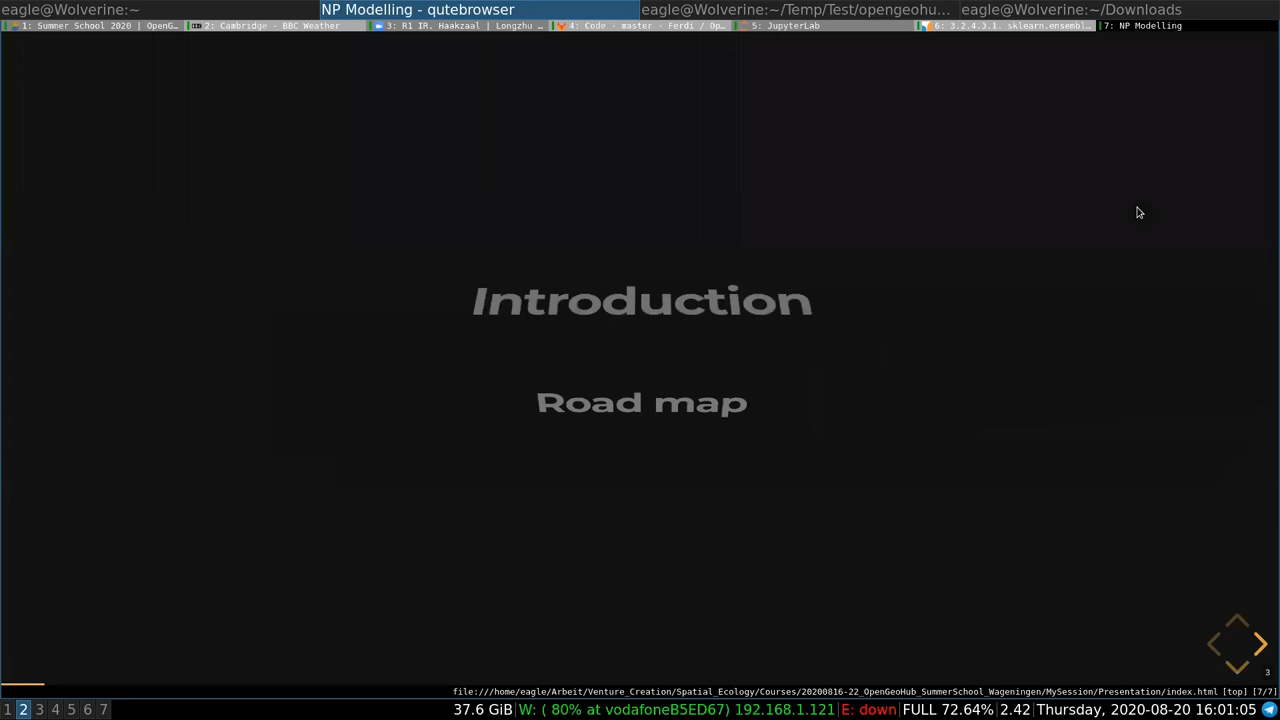 eagle@Wolverine:~
NP Modelling - qutebrowser
eagle@Wolverine:~/Temp/Test/opengeohu...
eagle@Wolverine:~/Downloads
1: Summer School 2020 | OpenG…
2: Cambridge - BBC Weather
3: R1 IR. Haakzaal | Longzhu …
4: Code · master · Ferdi / Op…
5: JupyterLab
6: 3.2.4.3.1. sklearn.ensembl…
7: NP Modelling
Introduction
Road map
3
file:///home/eagle/Arbeit/Venture_Creation/Spatial_Ecology/Courses/20200816-22_OpenGeoHub_SummerSchool_Wageningen/MySession/Presentation/index.html [top] [7/7]
1 2 3 4 5 6 7
37.6 GiB|W: ( 80% at vodafoneB5ED67) 192.168.1.121|E: down|FULL 72.64%|2.42|Thursday, 2020-08-20 16:01:05